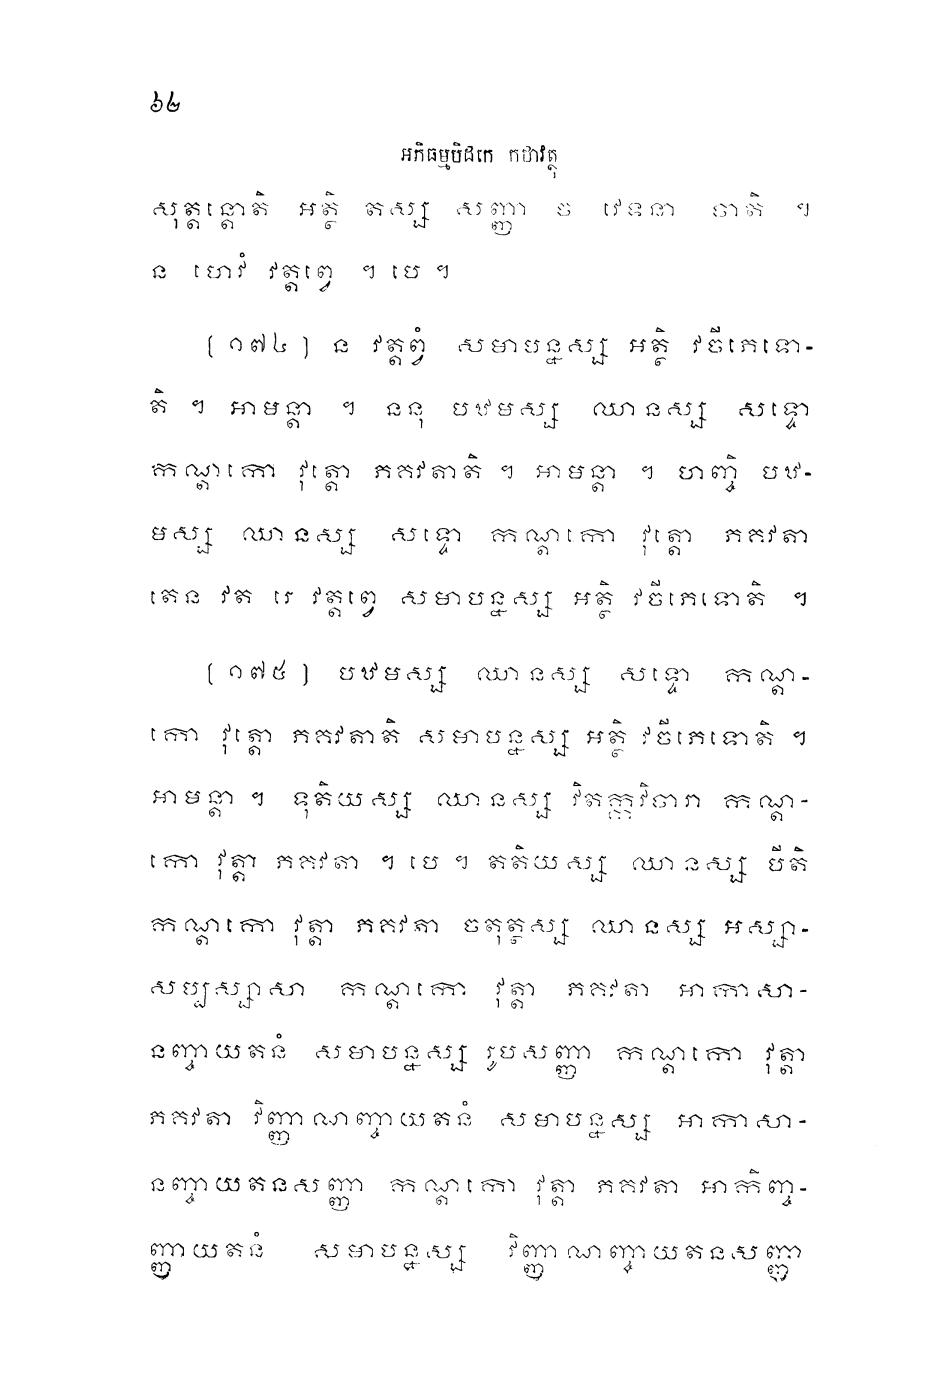 ៦២
អភិធម្មបិដកេ កថាវត្ថុ
សុត្តន្តោតិ អត្ថិ តស្ស សញ្ញា ច វេទនា ចាតិ ។
ន ហេវំ វត្តព្វេ ។ បេ ។
(១៧៤) ន វត្តព្វំ សមាបន្នស្ស អត្ថិ វចីភេទោ-
តិ ។ អាមន្តា ។ ននុ បឋមស្ស ឈានស្ស សទ្ទោ
កណ្ដកោ វុត្តោ ភគវតាតិ ។ អាមន្តា ។ ហញ្ចិ បឋ-
មស្ស ឈានស្ស សទ្ទោ កណ្ដកោ វុត្តោ ភគវតា
តេន វត រេ វត្តព្វេ សមាបន្នស្ស អត្ថិ វចីភេទោតិ ។
(១៧៥) បឋមស្ស ឈានស្ស សទ្ទោ កណ្ដ-
កោ វុត្តោ ភគវតាតិ សមាបន្នស្ស អត្ថិ វចីភេទោតិ ។
អាមន្តា ។ ទុតិយស្ស ឈានស្ស វិតក្កវិចារា កណ្ដ-
កោ វុត្តា ភគវតា ។ បេ ។ តតិយស្ស ឈានស្ស បីតិ
កណ្ដកោ វុត្តា ភគវតា ចតុត្ថស្ស ឈានស្ស អស្សា-
សប្បស្សាសា កណ្ដកោ វុត្តា ភគវតា អាកាសា-
នញ្ចាយតនំ សមាបន្នស្ស រូបសញ្ញា កណ្ដកោ វុត្តា
ភគវតា វិញ្ញាណញ្ចាយតនំ សមាបន្នស្ស អាកាសា-
នញ្ចាយតនសញ្ញា កណ្ដកោ វុត្តា ភគវតា អាកិញ្ច-
ញ្ញាយតនំ សមាបន្នស្ស វិញ្ញាណញ្ចាយតនសញ្ញា